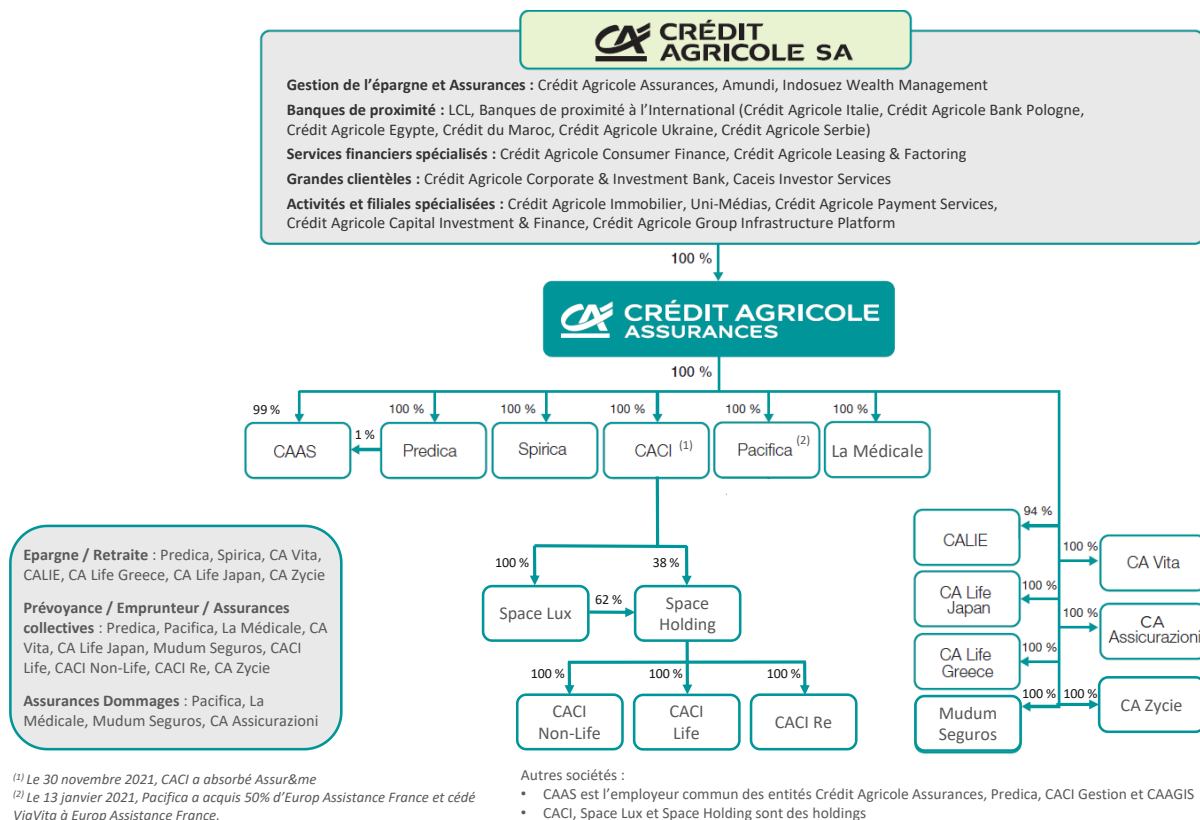 CRÉDIT
AGRICOLE SA
Gestion de l'épargne et Assurances : Crédit Agricole Assurances, Amundi, Indosuez Wealth Management
Banques de proximité : LCL, Banques de proximité à l'International (Crédit Agricole Italie, Crédit Agricole Bank Pologne,
Crédit Agricole Egypte, Crédit du Maroc, Crédit Agricole Ukraine, Crédit Agricole Serbie)
Services financiers spécialisés : Crédit Agricole Consumer Finance, Crédit Agricole Leasing & Factoring
Grandes clientèles : Crédit Agricole Corporate & Investment Bank, Caceis Investor Services
Activités et filiales spécialisées : Crédit Agricole Immobilier, Uni-Médias, Crédit Agricole Payment Services,
Crédit Agricole Capital Investment & Finance, Crédit Agricole Group Infrastructure Platform
100 %
CRÉDIT AGRICOLE
ASSURANCES
100 %
99 %
100 %
100 %
100 %
100 %
100 %
1 %
CAAS
Predica
Spirica
CACI (1)
Pacifica (2)
La Médicale
94 %
CALIE
100 %
CA Vita
100 %
CA Life
Japan
100 %
CA
Assicurazioni
100 %
CA Life
Greece
100 %
100 %
Mudum
Seguros
CA Zycie
100 %
38 %
Space Lux
62 %
Space
Holding
100 %
100 %
100 %
CACI
Non-Life
CACI
Life
CACI Re
Epargne / Retraite : Predica, Spirica, CA Vita,
CALIE, CA Life Greece, CA Life Japan, CA Zycie
Prévoyance / Emprunteur / Assurances
collectives : Predica, Pacifica, La Médicale, CA
Vita, CA Life Japan, Mudum Seguros, CACI
Life, CACI Non-Life, CACI Re, CA Zycie
Assurances Dommages : Pacifica, La
Médicale, Mudum Seguros, CA Assicurazioni
(1) Le 30 novembre 2021, CACI a absorbé Assur&me
(2) Le 13 janvier 2021, Pacifica a acquis 50% d'Europ Assistance France et cédé
ViaVita à Europ Assistance France.
Autres sociétés :
• CAAS est l'employeur commun des entités Crédit Agricole Assurances, Predica, CACI Gestion et CAAGIS
• CACI, Space Lux et Space Holding sont des holdings